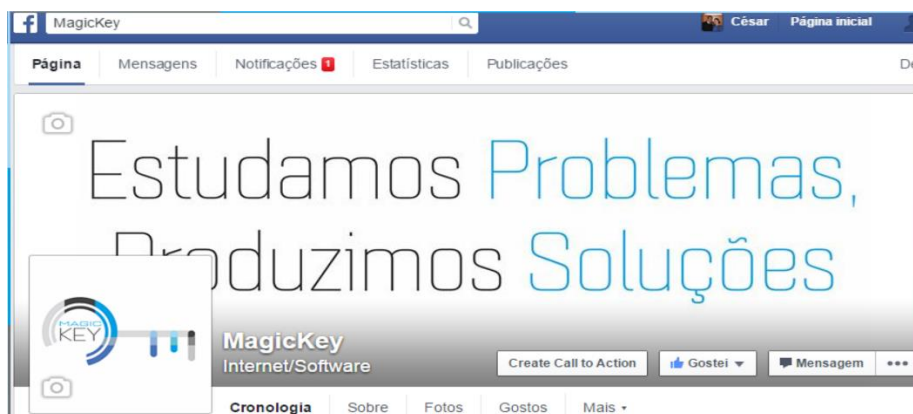 f MagicKey César Página inicial
Página Mensagens Notificações 1 Estatísticas Publicações
Estudamos Problemas,
Produzimos Soluções
MAGIC
KEY
MagicKey
Internet/Software
Create Call to Action Gostei Mensagem
Cronologia Sobre Fotos Gostos Mais